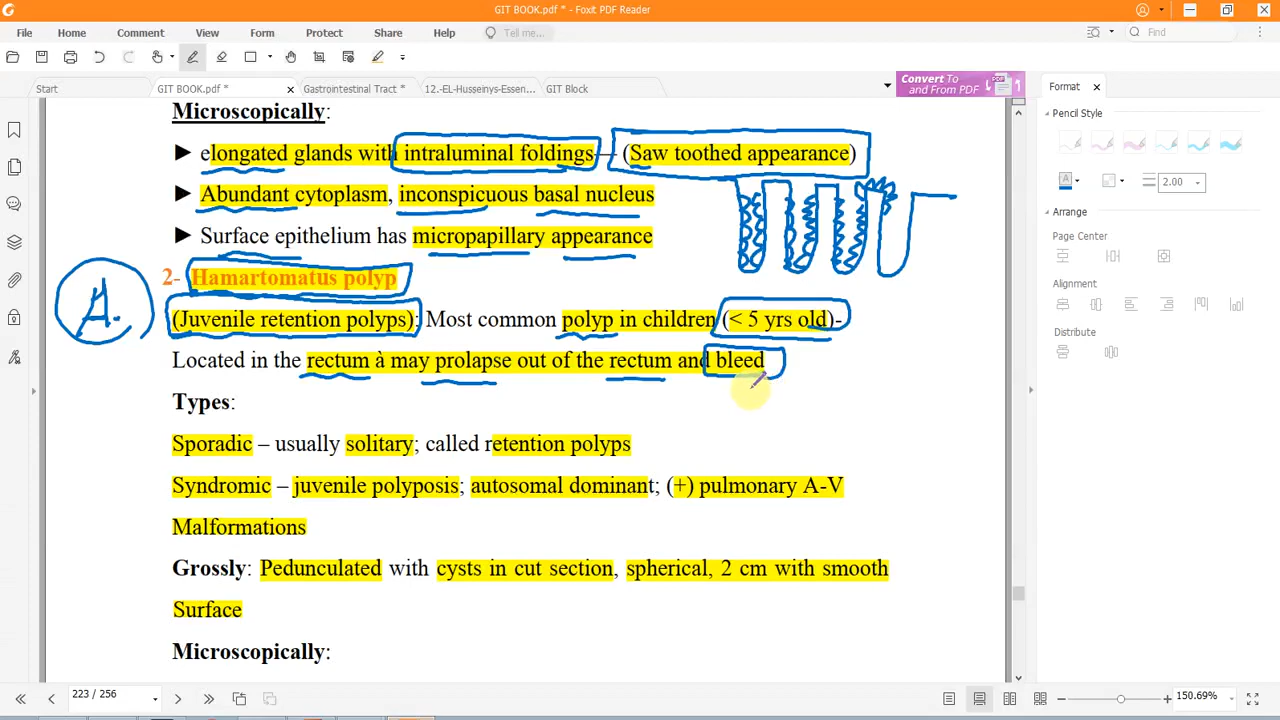 GIT BOOK.pdf * - Foxit PDF Reader
File Home Comment View Form Protect Share Help Tell me... Find
Start GIT BOOK.pdf * Gastrointestinal Tract * 12.-EL-Husseinys-Essen... GIT Block
Convert To
and From PDF
Format
Pencil Style
2.00
Arrange
Page Center
Alignment
Distribute
Microscopically:
► elongated glands with intraluminal foldings— (Saw toothed appearance)
► Abundant cytoplasm, inconspicuous basal nucleus
► Surface epithelium has micropapillary appearance
A.
2- Hamartomatus polyp
(Juvenile retention polyps): Most common polyp in children (< 5 yrs old)-
Located in the rectum à may prolapse out of the rectum and bleed
Types:
Sporadic – usually solitary; called retention polyps
Syndromic – juvenile polyposis; autosomal dominant; (+) pulmonary A-V
Malformations
Grossly: Pedunculated with cysts in cut section, spherical, 2 cm with smooth
Surface
Microscopically:
223 / 256
150.69%